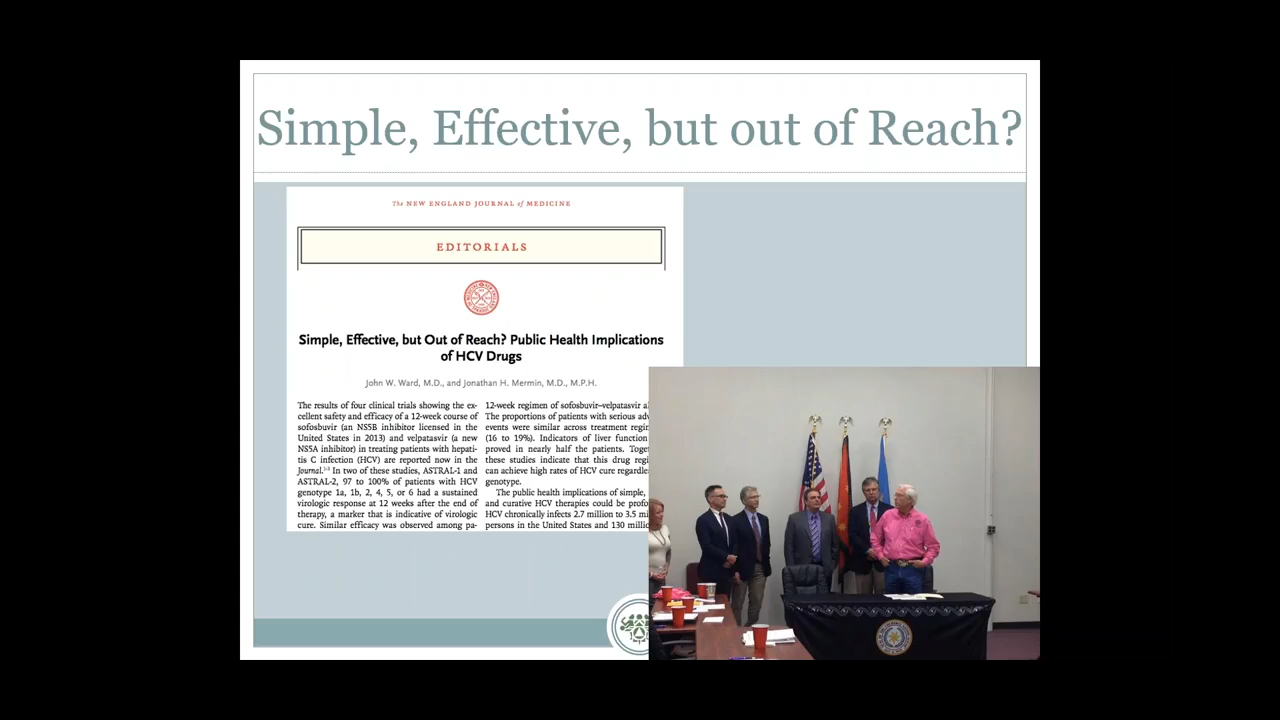 Simple, Effective, but out of Reach?
The NEW ENGLAND JOURNAL of MEDICINE
EDITORIALS
Simple, Effective, but Out of Reach? Public Health Implications
of HCV Drugs
John W. Ward, M.D., and Jonathan H. Mermin, M.D., M.P.H.
The results of four clinical trials showing the ex-
cellent safety and efficacy of a 12-week course of
sofosbuvir (an NS5B inhibitor licensed in the
United States in 2013) and velpatasvir (a new
NS5A inhibitor) in treating patients with hepati-
tis C infection (HCV) are reported now in the
Journal.¹⁻³ In two of these studies, ASTRAL-1 and
ASTRAL-2, 97 to 100% of patients with HCV
genotype 1a, 1b, 2, 4, 5, or 6 had a sustained
virologic response at 12 weeks after the end of
therapy, a marker that is indicative of virologic
cure. Similar efficacy was observed among pa-
12-week regimen of sofosbuvir–velpatasvir
The proportions of patients with serious
events were similar across treatment
(16 to 19%). Indicators of liver function
proved in nearly half the patients.
these studies indicate that this drug
can achieve high rates of HCV cure
genotype.
The public health implications of simple,
and curative HCV therapies could be
HCV chronically infects 2.7 million to 3.5
persons in the United States and 130